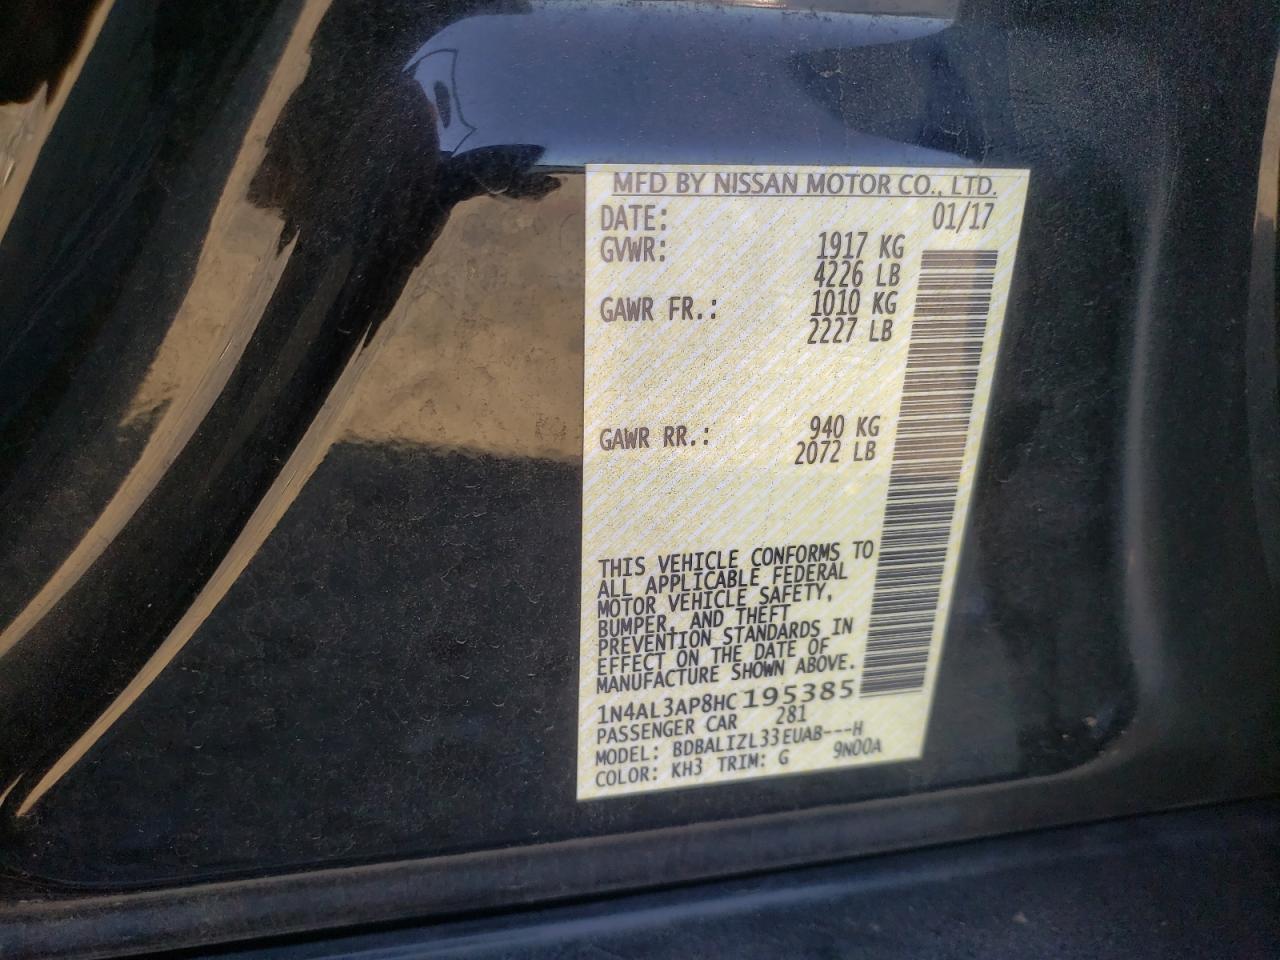 MFD BY NISSAN MOTOR CO., LTD.
DATE: 01/17
GVWR: 1917 KG
4226 LB
GAWR FR.: 1010 KG
2227 LB
GAWR RR.: 940 KG
2072 LB
THIS VEHICLE CONFORMS TO
ALL APPLICABLE FEDERAL
MOTOR VEHICLE SAFETY,
BUMPER, AND THEFT
PREVENTION STANDARDS IN
EFFECT ON THE DATE OF
MANUFACTURE SHOWN ABOVE.
1N4AL3AP8HC195385
PASSENGER CAR 281
MODEL: BDBALIZL33EUAB---H
COLOR: KH3 TRIM: G 9N00A